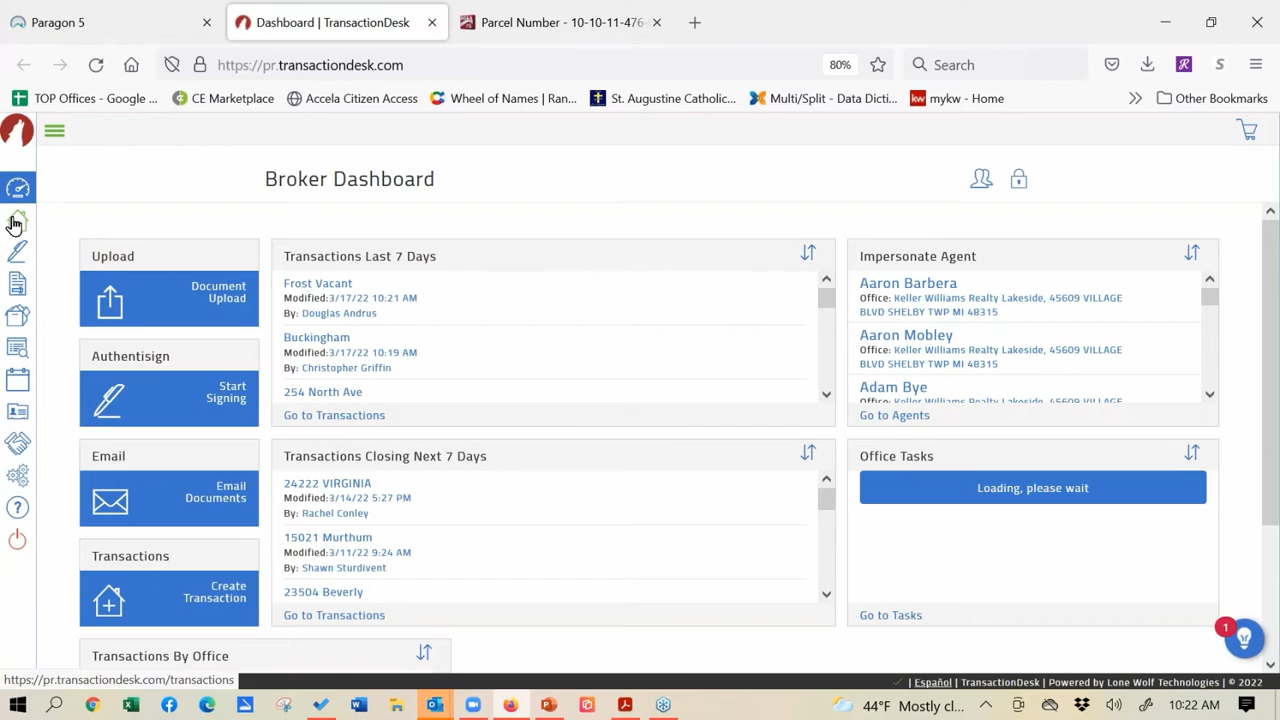 Paragon 5
Dashboard | TransactionDesk
Parcel Number - 10-10-11-476-
https://pr.transactiondesk.com
80%
Search
TOP Offices - Google ...
CE Marketplace
Accela Citizen Access
Wheel of Names | Ran...
St. Augustine Catholic...
Multi/Split - Data Dicti...
mykw - Home
Other Bookmarks
Broker Dashboard
Upload
Document
Upload
Transactions Last 7 Days
Frost Vacant
Modified:3/17/22 10:21 AM
By: Douglas Andrus
Buckingham
Modified:3/17/22 10:19 AM
By: Christopher Griffin
254 North Ave
Go to Transactions
Impersonate Agent
Aaron Barbera
Office: Keller Williams Realty Lakeside, 45609 VILLAGE
BLVD SHELBY TWP MI 48315
Aaron Mobley
Office: Keller Williams Realty Lakeside, 45609 VILLAGE
BLVD SHELBY TWP MI 48315
Adam Bye
Office: Keller Williams Realty Lakeside, 45609 VILLAGE
Go to Agents
Authentisign
Start
Signing
Email
Email
Documents
Transactions Closing Next 7 Days
24222 VIRGINIA
Modified:3/14/22 5:27 PM
By: Rachel Conley
15021 Murthum
Modified:3/11/22 9:24 AM
By: Shawn Sturdivent
23504 Beverly
Go to Transactions
Office Tasks
Loading, please wait
Go to Tasks
Transactions
Create
Transaction
Transactions By Office
1
https://pr.transactiondesk.com/transactions
| Español | TransactionDesk | Powered by Lone Wolf Technologies | © 2022
44°F Mostly cl...
10:22 AM